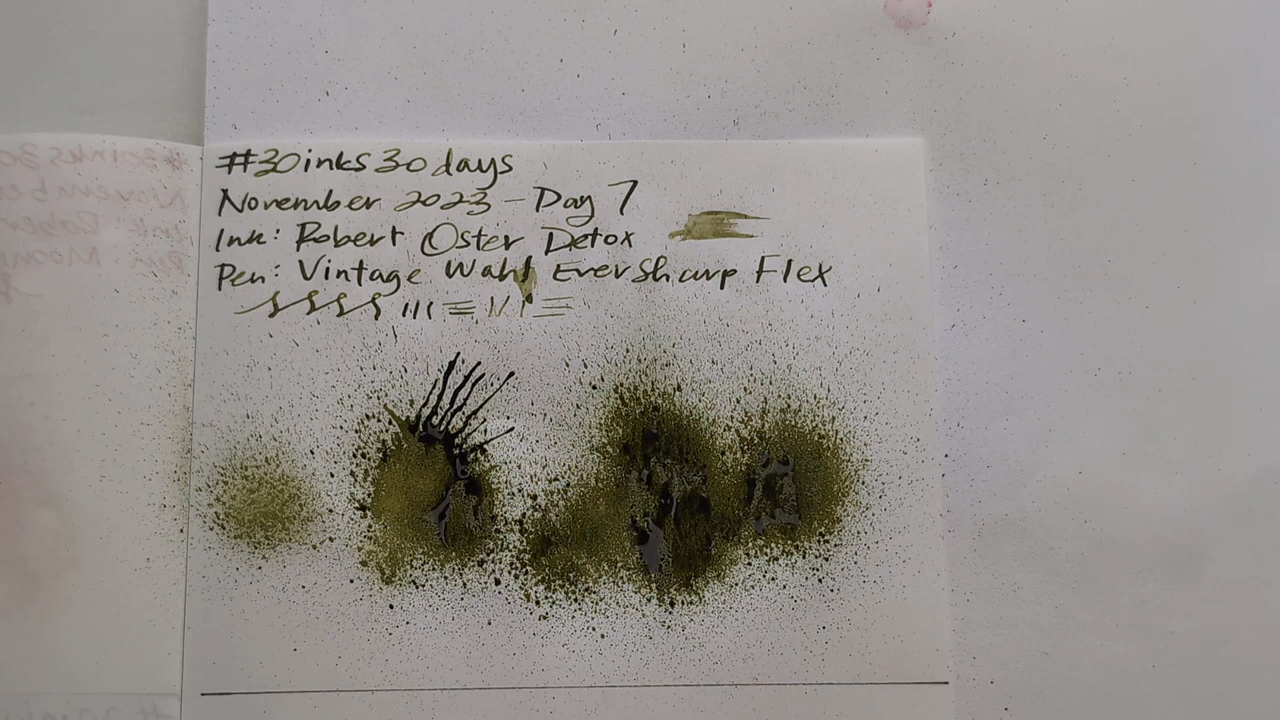 #30inks30days
November 2023 - Day 7
Ink: Robert Oster Detox
Pen: Vintage Wahl Eversharp Flex